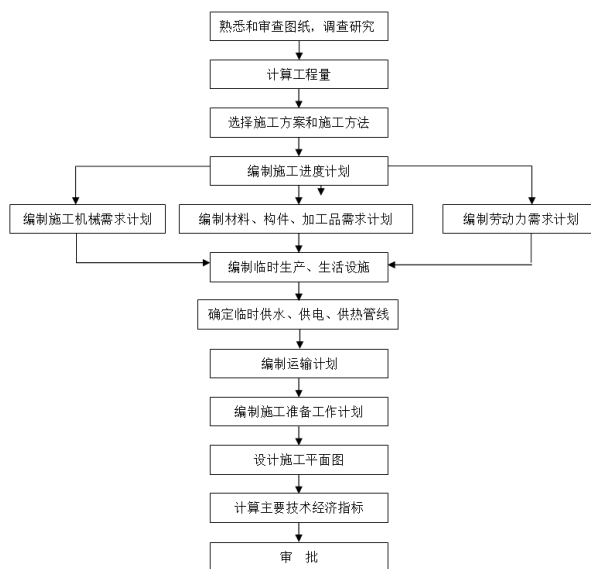 熟悉和审查图纸，调查研究
计算工程量
选择施工方案和施工方法
编制施工进度计划
编制施工机械需求计划
编制材料、构件、加工品需求计划
编制劳动力需求计划
编制临时生产、生活设施
确定临时供水、供电、供热管线
编制运输计划
编制施工准备工作计划
设计施工平面图
计算主要技术经济指标
审 批